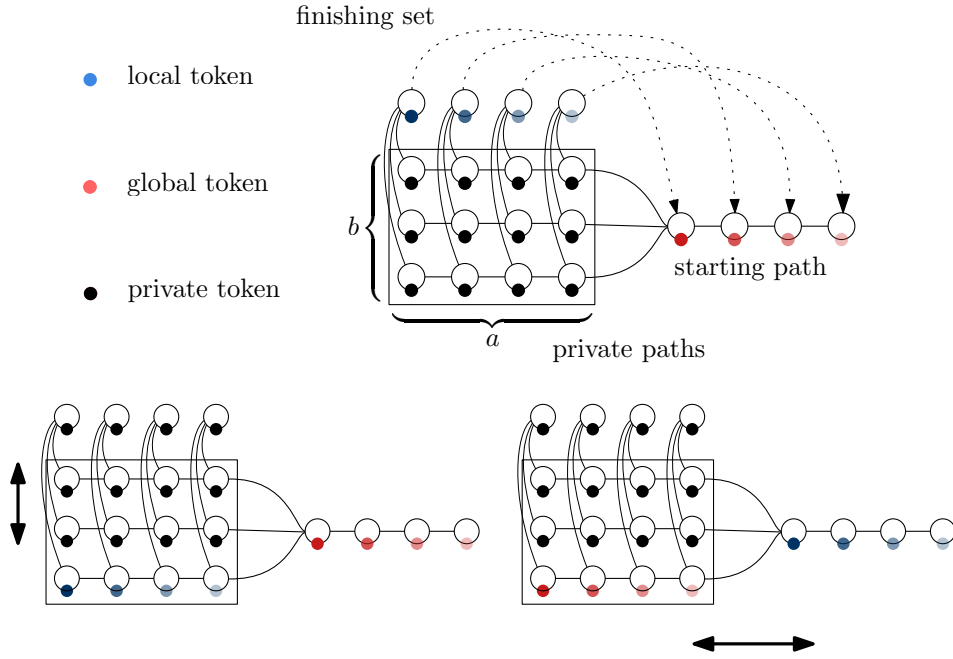 finishing set
local token
global token
private token
b
starting path
a
private paths